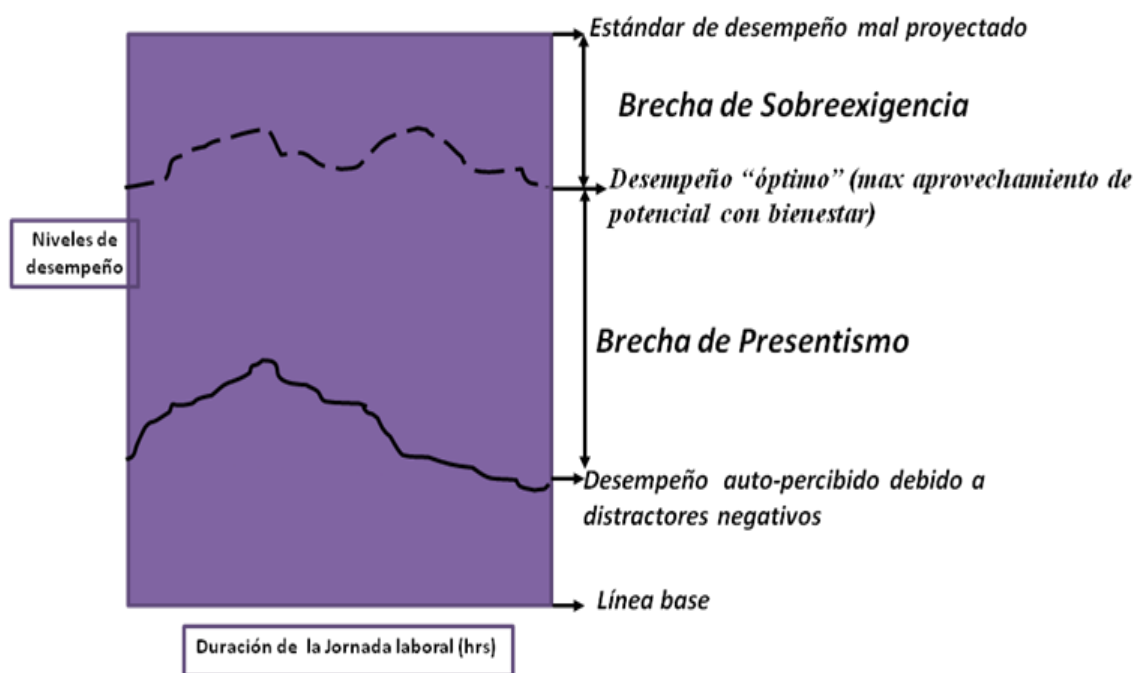 Estándar de desempeño mal proyectado
Brecha de Sobreexigencia
Desempeño “óptimo” (max aprovechamiento de
potencial con bienestar)
Niveles de
desempeño
Brecha de Presentismo
Desempeño auto-percibido debido a
distractores negativos
Línea base
Duración de la Jornada laboral (hrs)